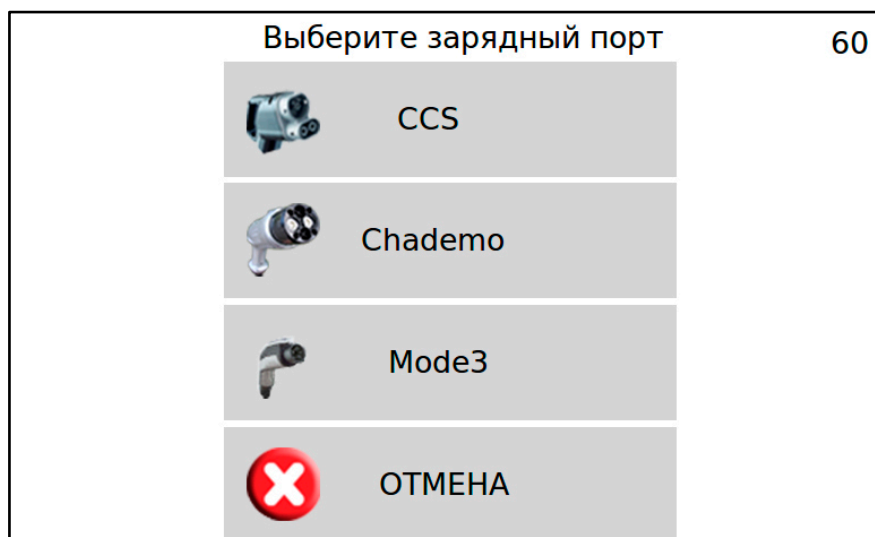 Выберите зарядный порт
60
CCS
Chademo
Mode3
ОТМЕНА